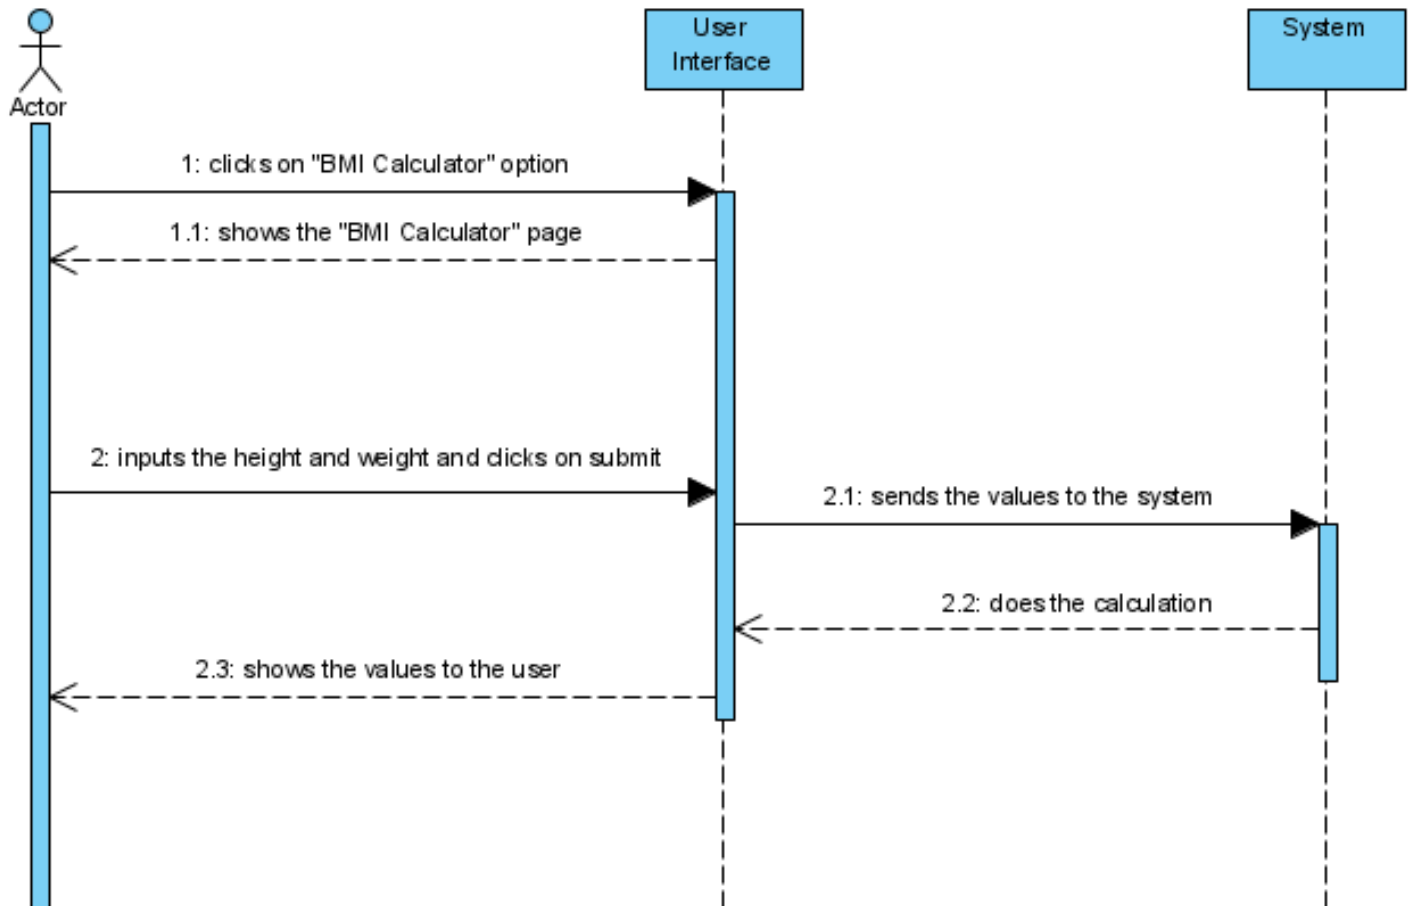 User
Interface
System
Actor
1: clicks on "BMI Calculator" option
1.1: shows the "BMI Calculator" page
2: inputs the height and weight and clicks on submit
2.1: sends the values to the system
2.2: does the calculation
2.3: shows the values to the user